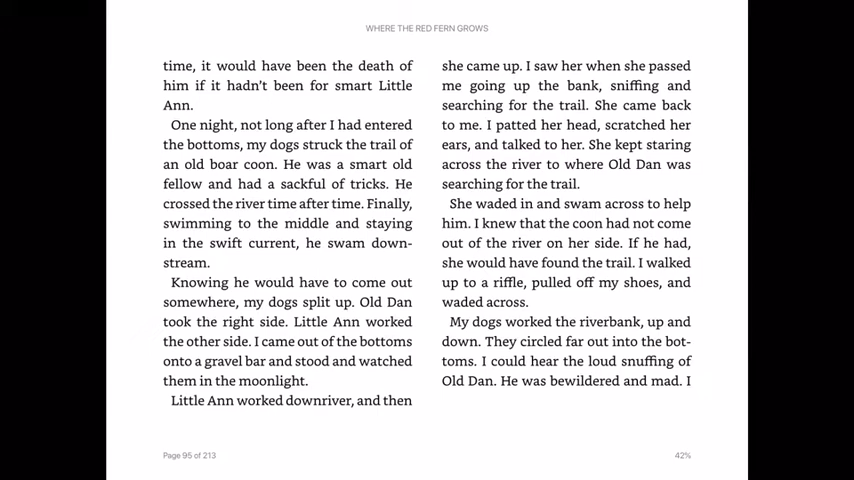 WHERE THE RED FERN GROWS
time, it would have been the death of
him if it hadn't been for smart Little
Ann.
One night, not long after I had entered
the bottoms, my dogs struck the trail of
an old boar coon. He was a smart old
fellow and had a sackful of tricks. He
crossed the river time after time. Finally,
swimming to the middle and staying
in the swift current, he swam down-
stream.
Knowing he would have to come out
somewhere, my dogs split up. Old Dan
took the right side. Little Ann worked
the other side. I came out of the bottoms
onto a gravel bar and stood and watched
them in the moonlight.
Little Ann worked downriver, and then
she came up. I saw her when she passed
me going up the bank, sniffing and
searching for the trail. She came back
to me. I patted her head, scratched her
ears, and talked to her. She kept staring
across the river to where Old Dan was
searching for the trail.
She waded in and swam across to help
him. I knew that the coon had not come
out of the river on her side. If he had,
she would have found the trail. I walked
up to a riffle, pulled off my shoes, and
waded across.
My dogs worked the riverbank, up and
down. They circled far out into the bot-
toms. I could hear the loud snuffing of
Old Dan. He was bewildered and mad. I
Page 95 of 213
42%